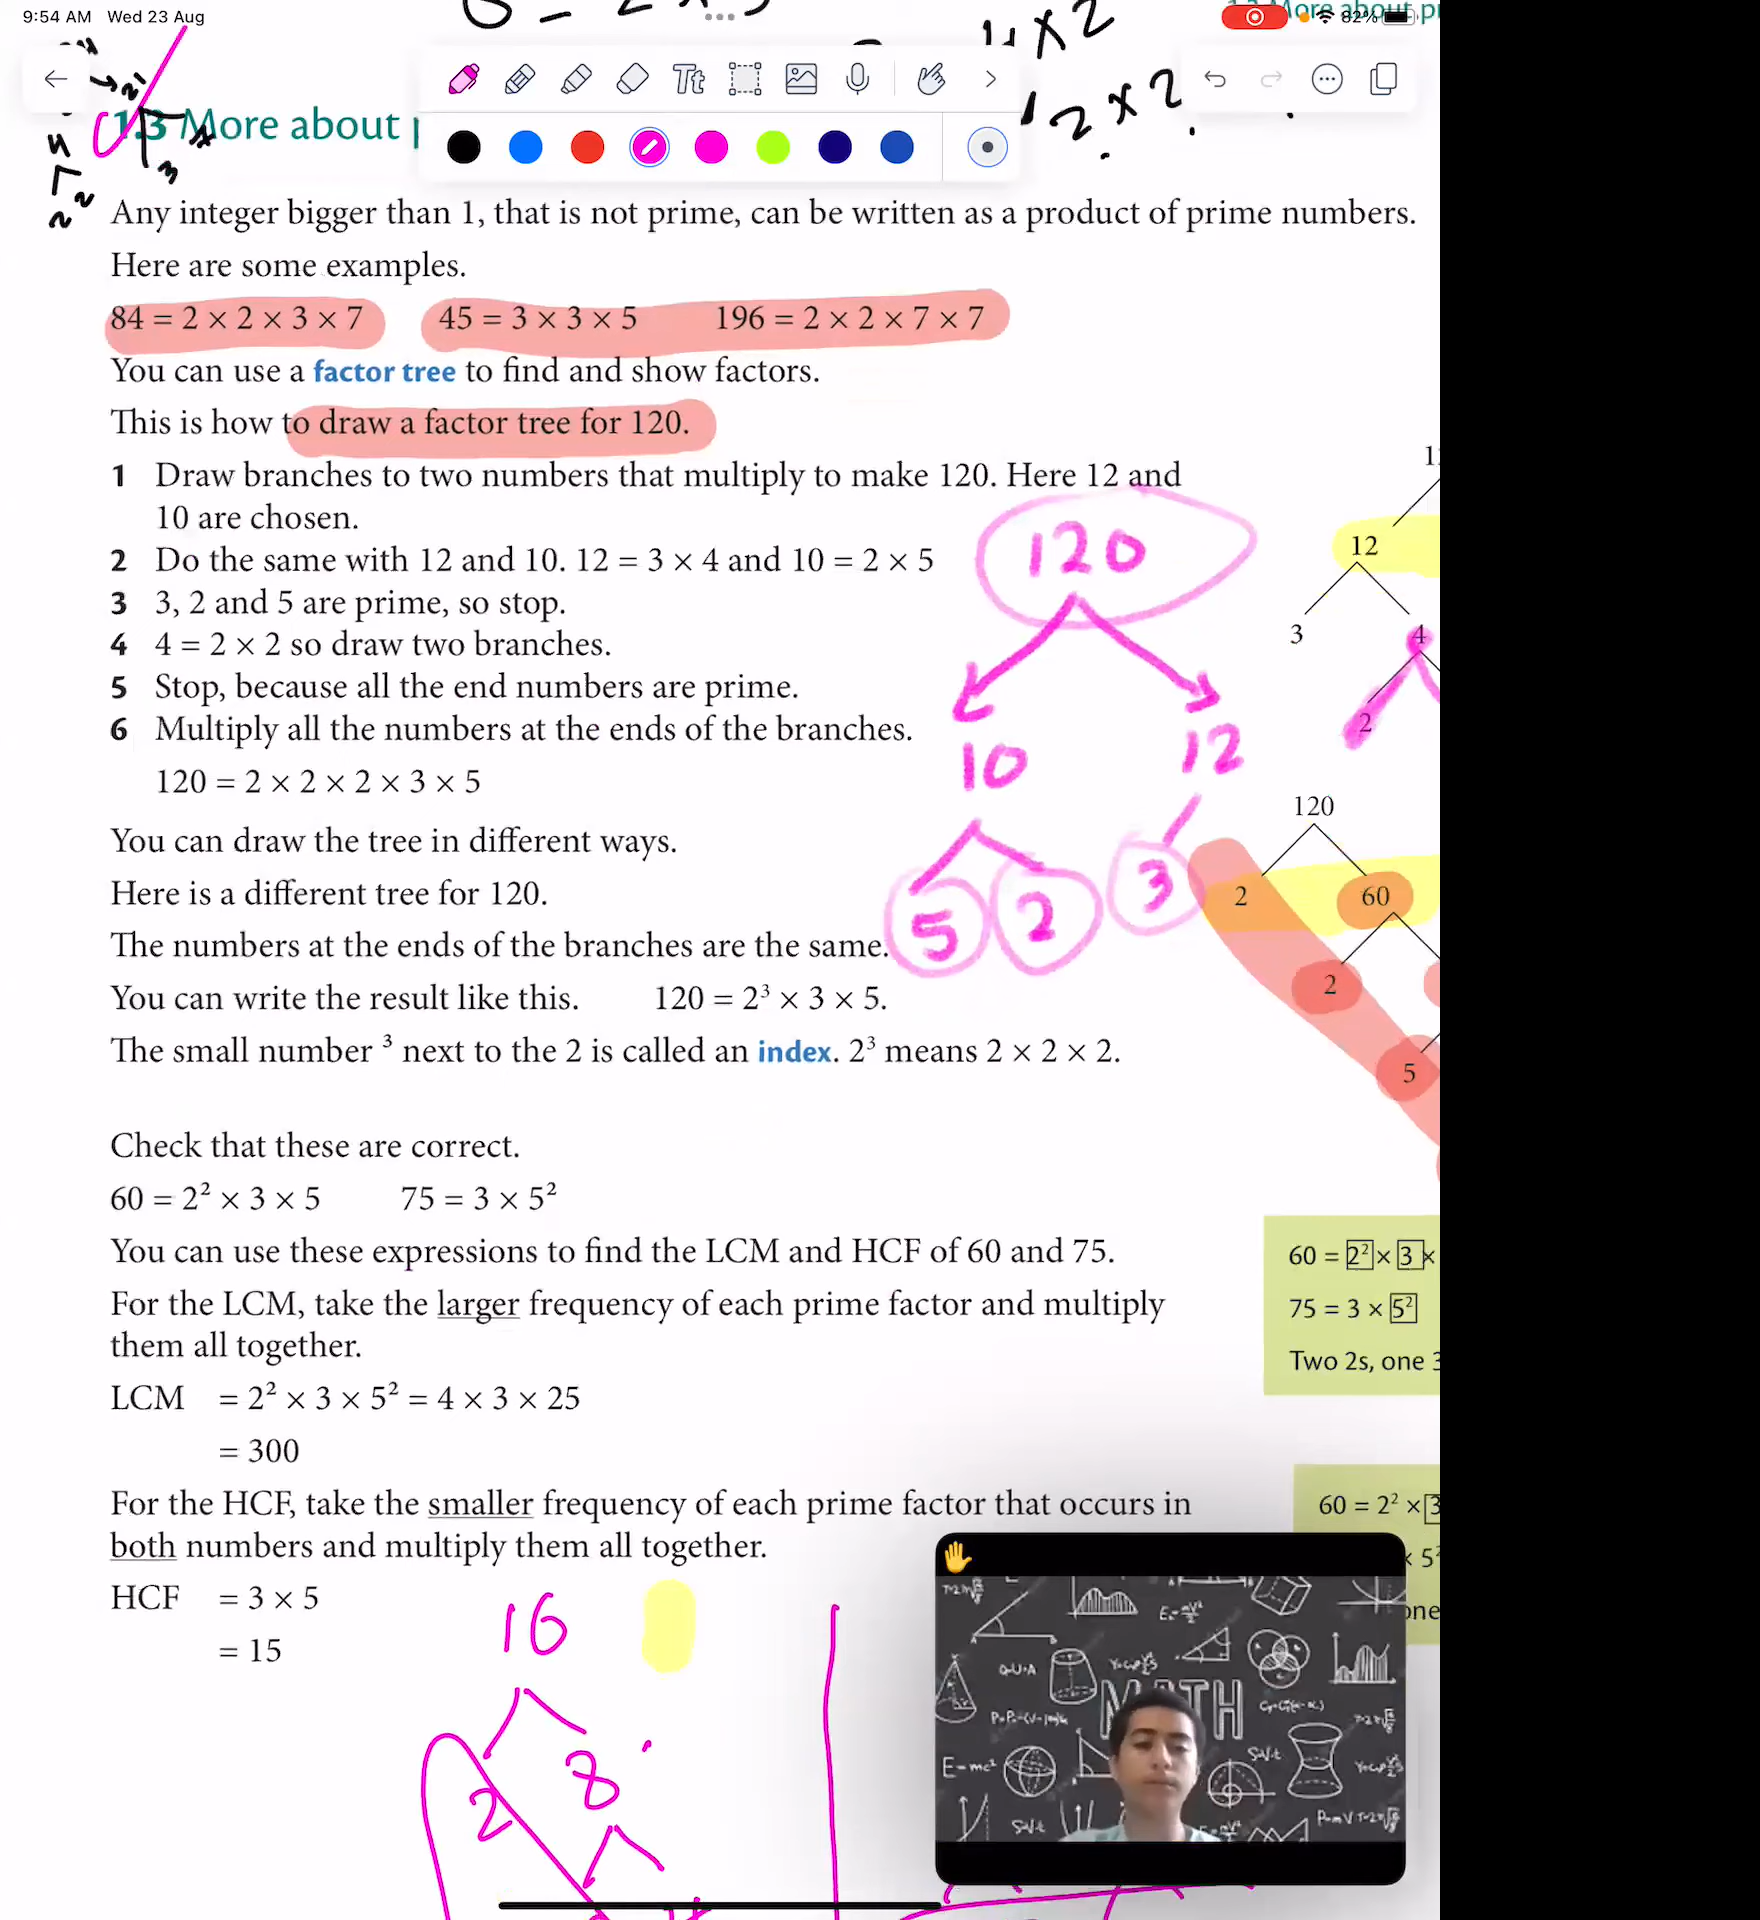 9:54 AM Wed 23 Aug
82%
4 x 2
2 x 2
Tt
1.3 More about
Any integer bigger than 1, that is not prime, can be written as a product of prime numbers.
Here are some examples.
84 = 2 × 2 × 3 × 7 45 = 3 × 3 × 5 196 = 2 × 2 × 7 × 7
You can use a factor tree to find and show factors.
This is how to draw a factor tree for 120.
1 Draw branches to two numbers that multiply to make 120. Here 12 and
10 are chosen.
2 Do the same with 12 and 10. 12 = 3 × 4 and 10 = 2 × 5
3 3, 2 and 5 are prime, so stop.
4 4 = 2 × 2 so draw two branches.
5 Stop, because all the end numbers are prime.
6 Multiply all the numbers at the ends of the branches.
120 = 2 × 2 × 2 × 3 × 5
You can draw the tree in different ways.
Here is a different tree for 120.
The numbers at the ends of the branches are the same.
You can write the result like this. 120 = 2³ × 3 × 5.
The small number ³ next to the 2 is called an index. 2³ means 2 × 2 × 2.
120
10 12
5 2 3
12
3 4
2
120
2 60
2
5
Check that these are correct.
60 = 2² × 3 × 5 75 = 3 × 5²
You can use these expressions to find the LCM and HCF of 60 and 75.
For the LCM, take the larger frequency of each prime factor and multiply
them all together.
LCM = 2² × 3 × 5² = 4 × 3 × 25
= 300
For the HCF, take the smaller frequency of each prime factor that occurs in
both numbers and multiply them all together.
HCF = 3 × 5
= 15
60 = 2² × 3 ×
75 = 3 × 5²
Two 2s, one 3
60 = 2² × 3
× 5²
one
16
2 8
MATH
E=mc²